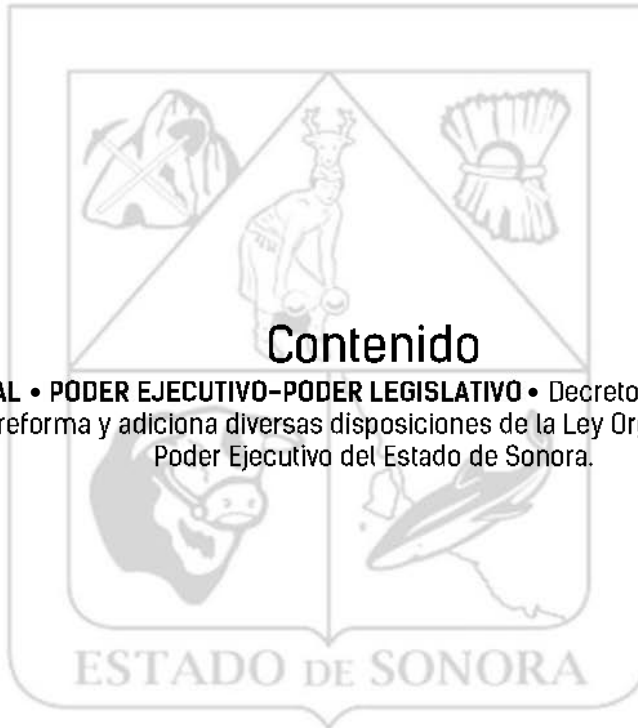 Contenido
AL • PODER EJECUTIVO-PODER LEGISLATIVO • Decreto
reforma y adiciona diversas disposiciones de la Ley Or
Poder Ejecutivo del Estado de Sonora.
ESTADO DE SONORA